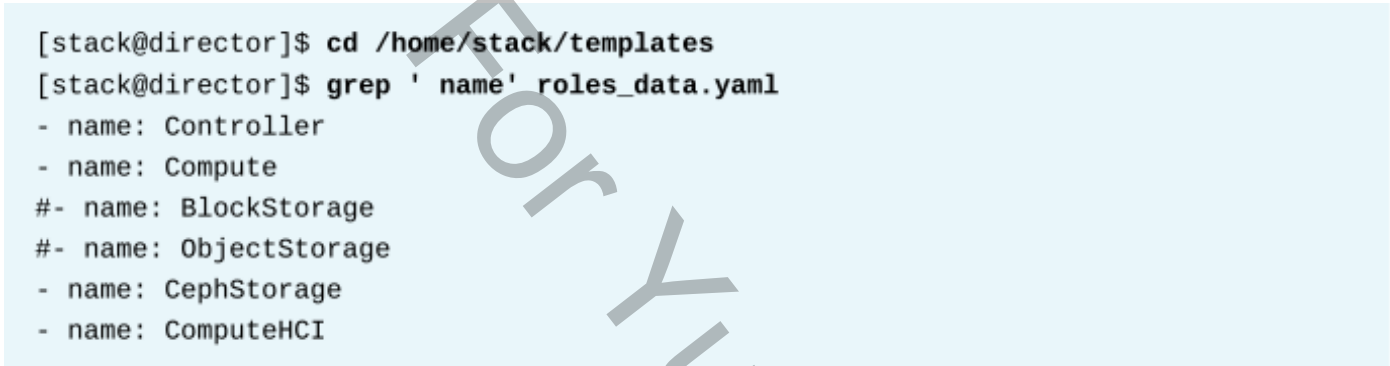 [stack@director]$ cd /home/stack/templates
[stack@director]$ grep ' name' roles_data.yaml
- name: Controller
- name: Compute
#- name: BlockStorage
#- name: ObjectStorage
- name: CephStorage
- name: ComputeHCI
For